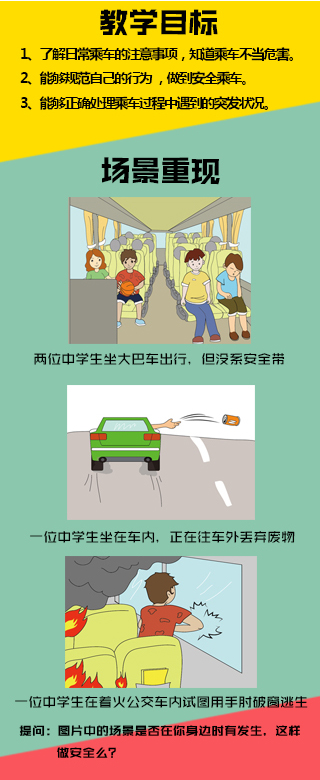 教学目标
1、了解日常乘车的注意事项，知道乘车不当危害。
2、能够规范自己的行为，做到安全乘车。
3、能够正确处理乘车过程中遇到的突发状况。
场景重现
两位中学生坐大巴车出行，但没系安全带
一位中学生坐在车内，正在往车外丢弃废物
一位中学生在着火公交车内试图用手肘破窗逃生
提问：图片中的场景是否在你身边时有发生，这样
做安全么？